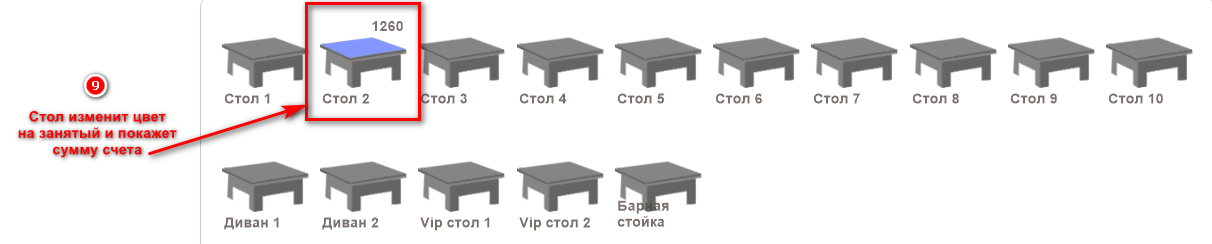 1260
Стол 1
Стол 2
Стол 3
Стол 4
Стол 5
Стол 6
Стол 7
Стол 8
Стол 9
Стол 10
9
Стол изменит цвет
на занятый и покажет
сумму счета
Диван 1
Диван 2
Vip стол 1
Vip стол 2
Барная
стойка